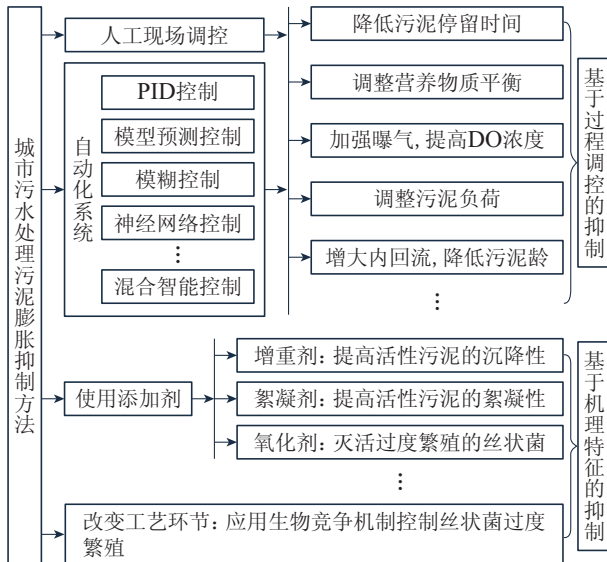 城市污水处理污泥膨胀抑制方法
人工现场调控
自动化系统
PID控制
模型预测控制
模糊控制
神经网络控制
⋯
混合智能控制
降低污泥停留时间
调整营养物质平衡
加强曝气,提高DO浓度
调整污泥负荷
增大内回流,降低污泥龄
⋯
基于过程调控的抑制
使用添加剂
增重剂: 提高活性污泥的沉降性
絮凝剂: 提高活性污泥的絮凝性
氧化剂: 灭活过度繁殖的丝状菌
⋯
改变工艺环节: 应用生物竞争机制控制丝状菌过度
繁殖
基于机理特征的抑制